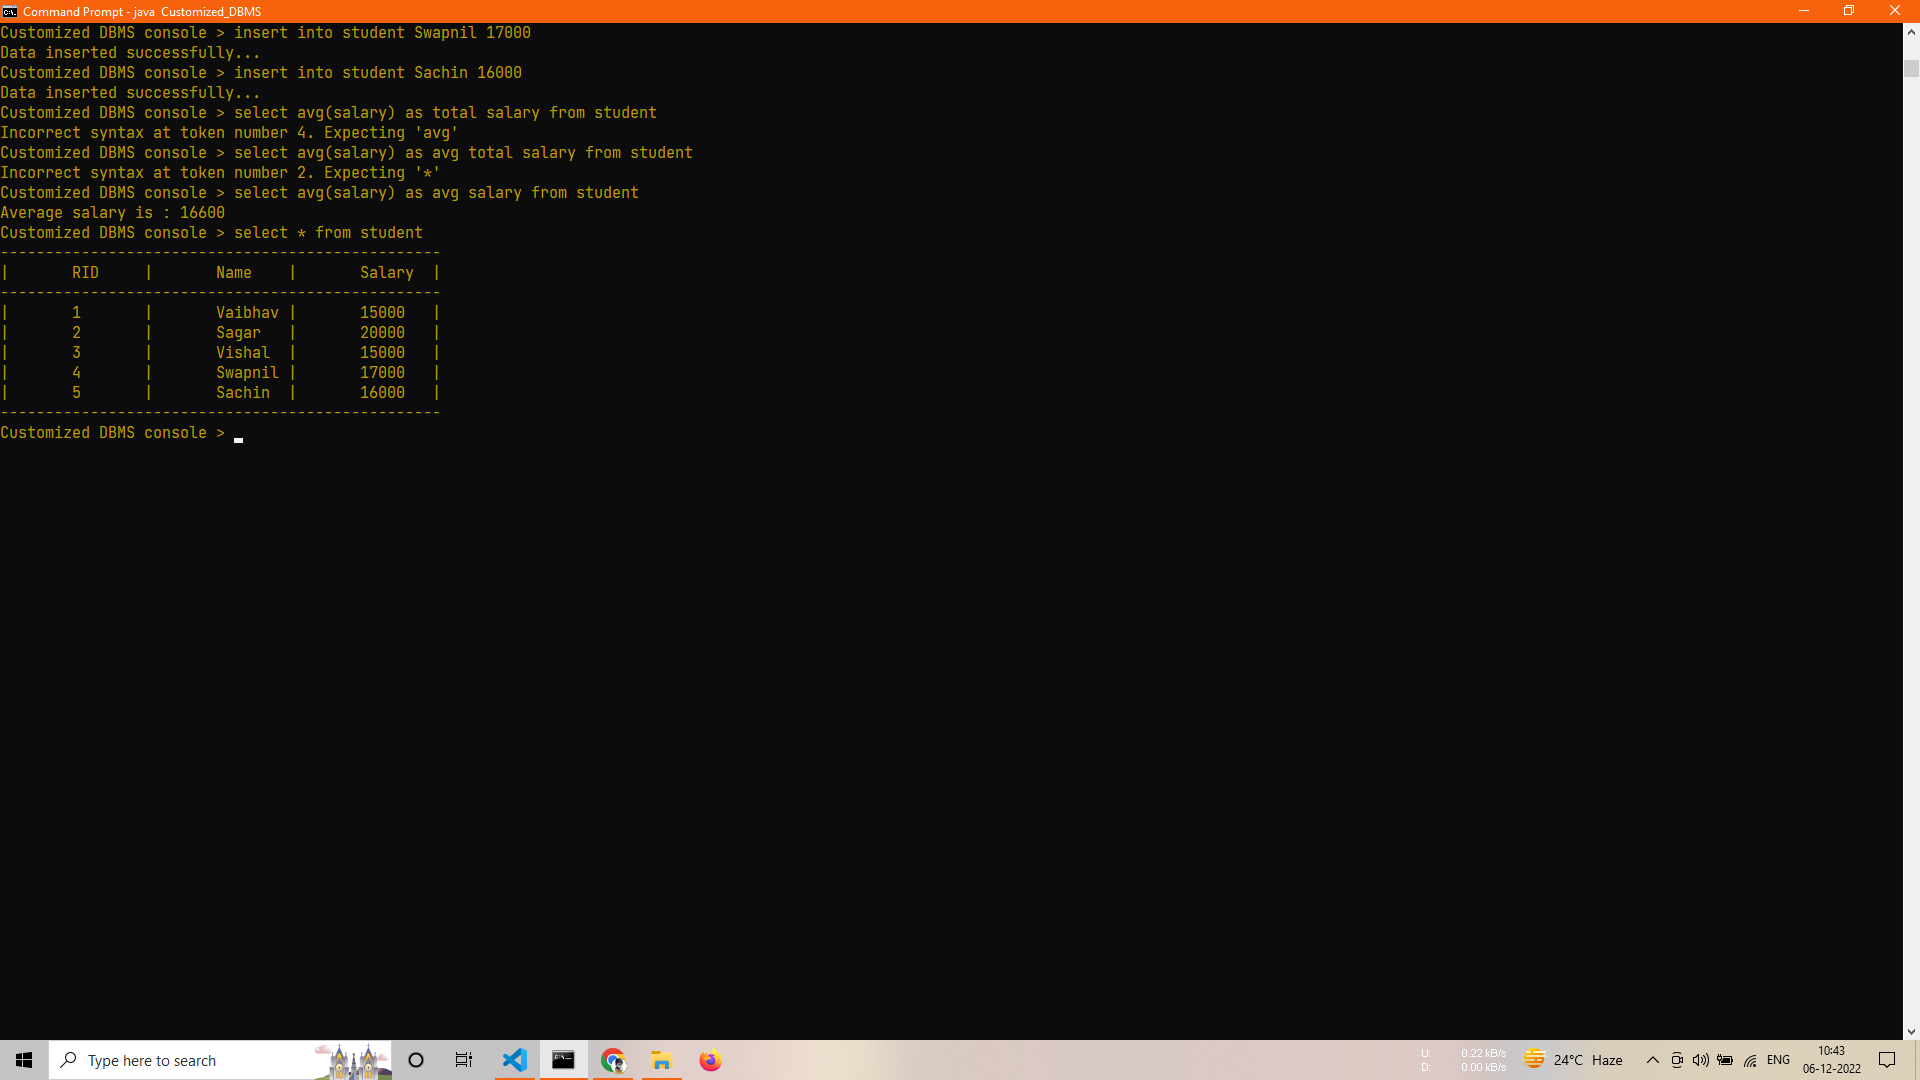 Command Prompt - java  Customized_DBMS
Customized DBMS console > insert into student Swapnil 17000
Data inserted successfully...
Customized DBMS console > insert into student Sachin 16000
Data inserted successfully...
Customized DBMS console > select avg(salary) as total salary from student
Incorrect syntax at token number 4. Expecting 'avg'
Customized DBMS console > select avg(salary) as avg total salary from student
Incorrect syntax at token number 2. Expecting '*'
Customized DBMS console > select avg(salary) as avg salary from student
Average salary is : 16600
Customized DBMS console > select * from student
-------------------------------------------------
|       RID     |       Name    |       Salary  |
-------------------------------------------------
|       1       |       Vaibhav |       15000   |
|       2       |       Sagar   |       20000   |
|       3       |       Vishal  |       15000   |
|       4       |       Swapnil |       17000   |
|       5       |       Sachin  |       16000   |
-------------------------------------------------
Customized DBMS console >
Type here to search
U: 0.22 kB/s
D: 0.00 kB/s
24°C Haze
ENG
10:43
06-12-2022